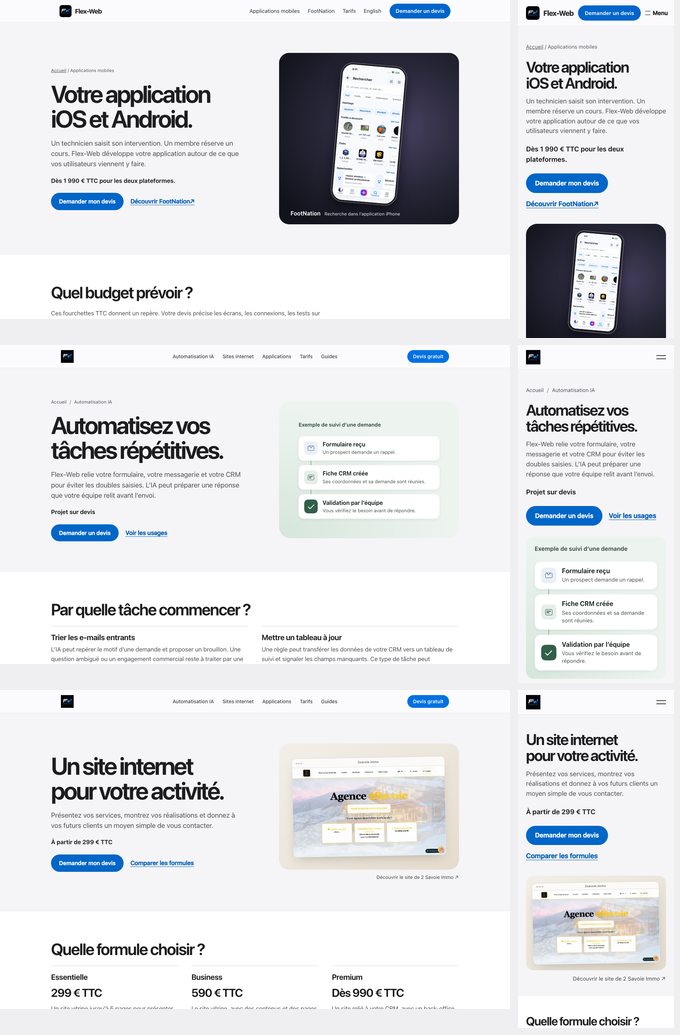 Flex-Web
Applications mobiles FootNation Tarifs English Demander un devis
Accueil / Applications mobiles
Votre application
iOS et Android.
Un technicien saisit son intervention. Un membre réserve un
cours. Flex-Web développe votre application autour de ce que
vos utilisateurs viennent y faire.
Dès 1 990 € TTC pour les deux plateformes.
Demander mon devis Découvrir FootNation↗
Rechercher
FootNation Recherche dans l'application iPhone
Quel budget prévoir ?
Ces fourchettes TTC donnent un repère. Votre devis précise les écrans, les connexions, les tests sur
Flex-Web Demander un devis Menu
Accueil / Applications mobiles
Votre application
iOS et Android.
Un technicien saisit son intervention. Un
membre réserve un cours. Flex-Web développe
votre application autour de ce que vos
utilisateurs viennent y faire.
Dès 1 990 € TTC pour les deux
plateformes.
Demander mon devis
Découvrir FootNation↗
Automatisation IA Sites internet Applications Tarifs Guides Devis gratuit
Accueil / Automatisation IA
Automatisez vos
tâches répétitives.
Flex-Web relie votre formulaire, votre messagerie et votre CRM
pour éviter les doubles saisies. L'IA peut préparer une réponse
que votre équipe relit avant l'envoi.
Projet sur devis
Demander un devis Voir les usages
Exemple de suivi d'une demande
Formulaire reçu
Un prospect demande un rappel.
Fiche CRM créée
Ses coordonnées et sa demande sont réunies.
Validation par l'équipe
Vous vérifiez le besoin avant de répondre.
Par quelle tâche commencer ?
Trier les e-mails entrants
L'IA peut repérer le motif d'une demande et proposer un brouillon. Une
question ambiguë ou un engagement commercial reste à traiter par une
Mettre un tableau à jour
Une règle peut transférer les données de votre CRM vers un tableau de
suivi et signaler les champs manquants. Ce type de tâche peut
Accueil / Automatisation IA
Automatisez vos
tâches répétitives.
Flex-Web relie votre formulaire, votre
messagerie et votre CRM pour éviter les
doubles saisies. L'IA peut préparer une
réponse que votre équipe relit avant l'envoi.
Projet sur devis
Demander un devis Voir les usages
Exemple de suivi d'une demande
Formulaire reçu
Un prospect demande un rappel.
Fiche CRM créée
Ses coordonnées et sa demande
sont réunies.
Validation par l'équipe
Vous vérifiez le besoin avant de
répondre.
Automatisation IA Sites internet Applications Tarifs Guides Devis gratuit
Un site internet
pour votre activité.
Présentez vos services, montrez vos réalisations et donnez à
vos futurs clients un moyen simple de vous contacter.
À partir de 299 € TTC
Demander mon devis Comparer les formules
Agence
Découvrir le site de 2 Savoie Immo ↗
Quelle formule choisir ?
Essentielle
299 € TTC
Business
590 € TTC
Premium
Dès 990 € TTC
Un site internet
pour votre activité.
Présentez vos services, montrez vos
réalisations et donnez à vos futurs clients un
moyen simple de vous contacter.
À partir de 299 € TTC
Demander mon devis
Comparer les formules
Agence
Découvrir le site de 2 Savoie Immo ↗
Quelle formule choisir ?